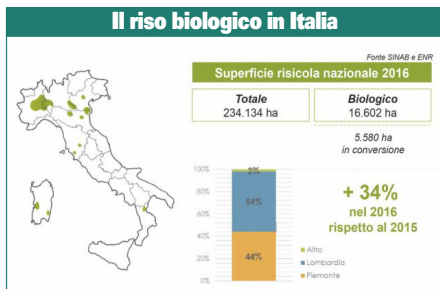 Il riso biologico in Italia
Fonte SINAB e ENR
Superficie risicola nazionale 2016
Totale
234.134 ha
Biologico
16.602 ha
5.580 ha
in conversione
100%
80%
60%
40%
20%
0%
2%
54%
44%
+ 34%
nel 2016
rispetto al 2015
Altro
Lombardia
Piemonte